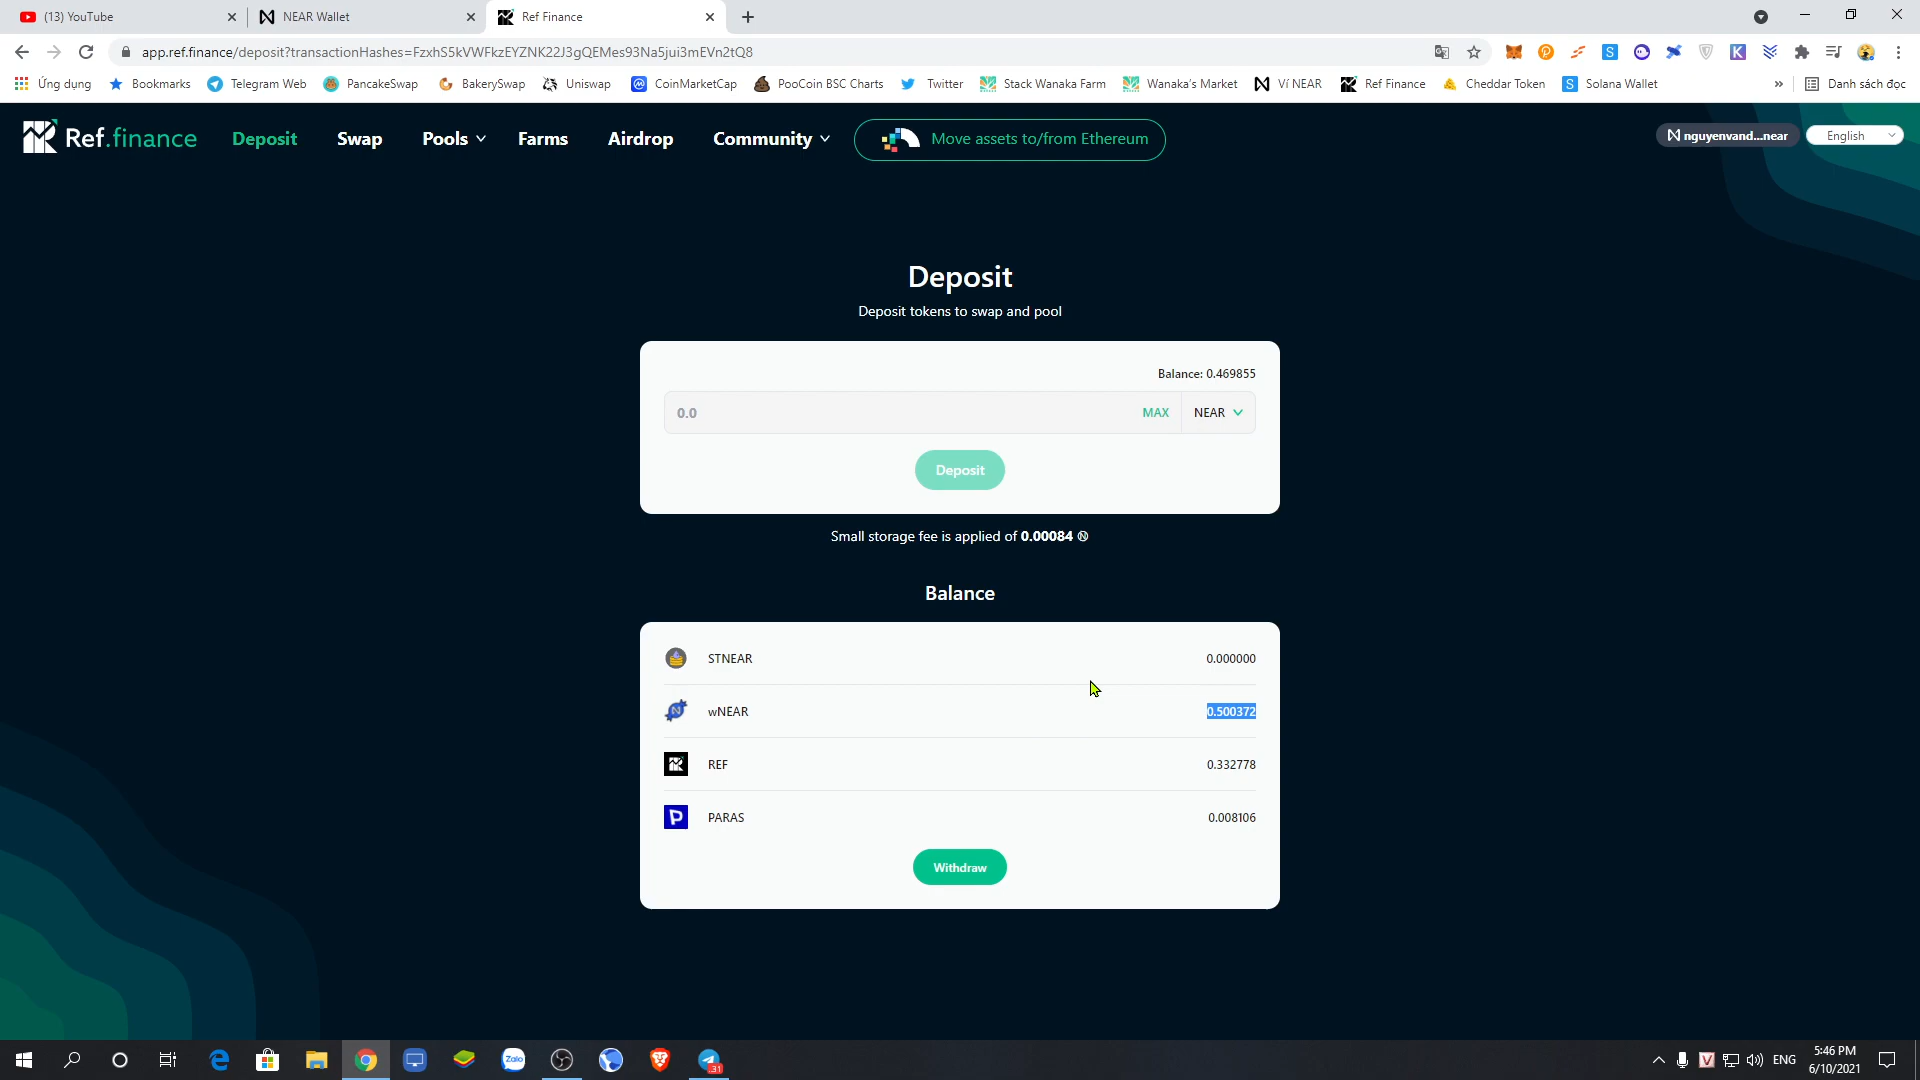 (13) YouTube
NEAR Wallet
Ref Finance
app.ref.finance/deposit?transactionHashes=FzxhS5kVWFkzEYZNK22J3gQEMes93Na5jui3mEVn2tQ8
Ứng dụng
Bookmarks
Telegram Web
PancakeSwap
BakerySwap
Uniswap
CoinMarketCap
PooCoin BSC Charts
Twitter
Stack Wanaka Farm
Wanaka's Market
Ví NEAR
Ref Finance
Cheddar Token
Solana Wallet
»
Danh sách đọc
Ref.finance
Deposit
Swap
Pools
Farms
Airdrop
Community
Move assets to/from Ethereum
nguyenvand...near
English
Deposit
Deposit tokens to swap and pool
Balance: 0.469855
0.0
MAX
NEAR
Deposit
Small storage fee is applied of 0.00084 Ⓝ
Balance
STNEAR 0.000000
wNEAR 0.500372
REF 0.332778
PARAS 0.008106
Withdraw
Zalo
31
ENG
5:46 PM
6/10/2021